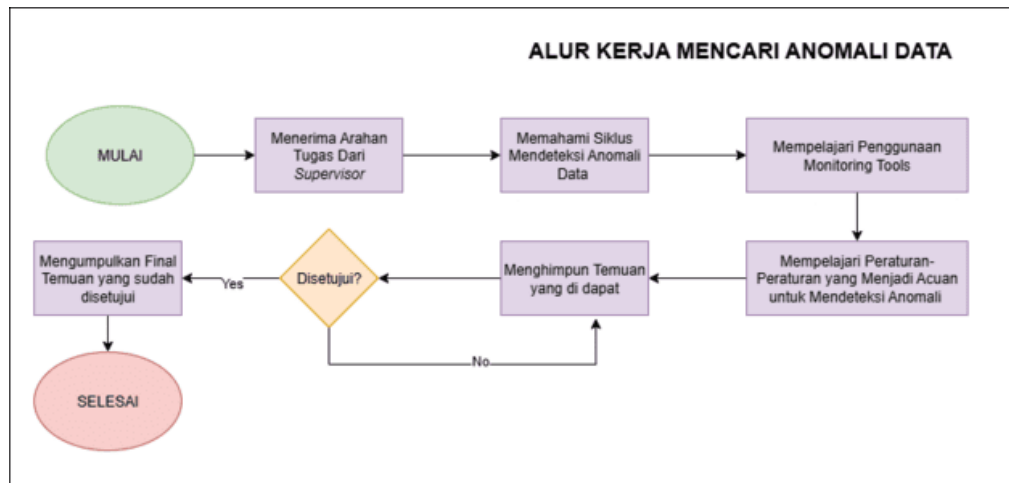 ALUR KERJA MENCARI ANOMALI DATA
MULAI
Menerima Arahan
Tugas Dari
Supervisor
Memahami Siklus
Mendeteksi Anomali
Data
Mempelajari Penggunaan
Monitoring Tools
Mempelajari Peraturan-
Peraturan yang Menjadi Acuan
untuk Mendeteksi Anomali
Menghimpun Temuan
yang di dapat
Disetujui?
Yes
No
Mengumpulkan Final
Temuan yang sudah
disetujui
SELESAI